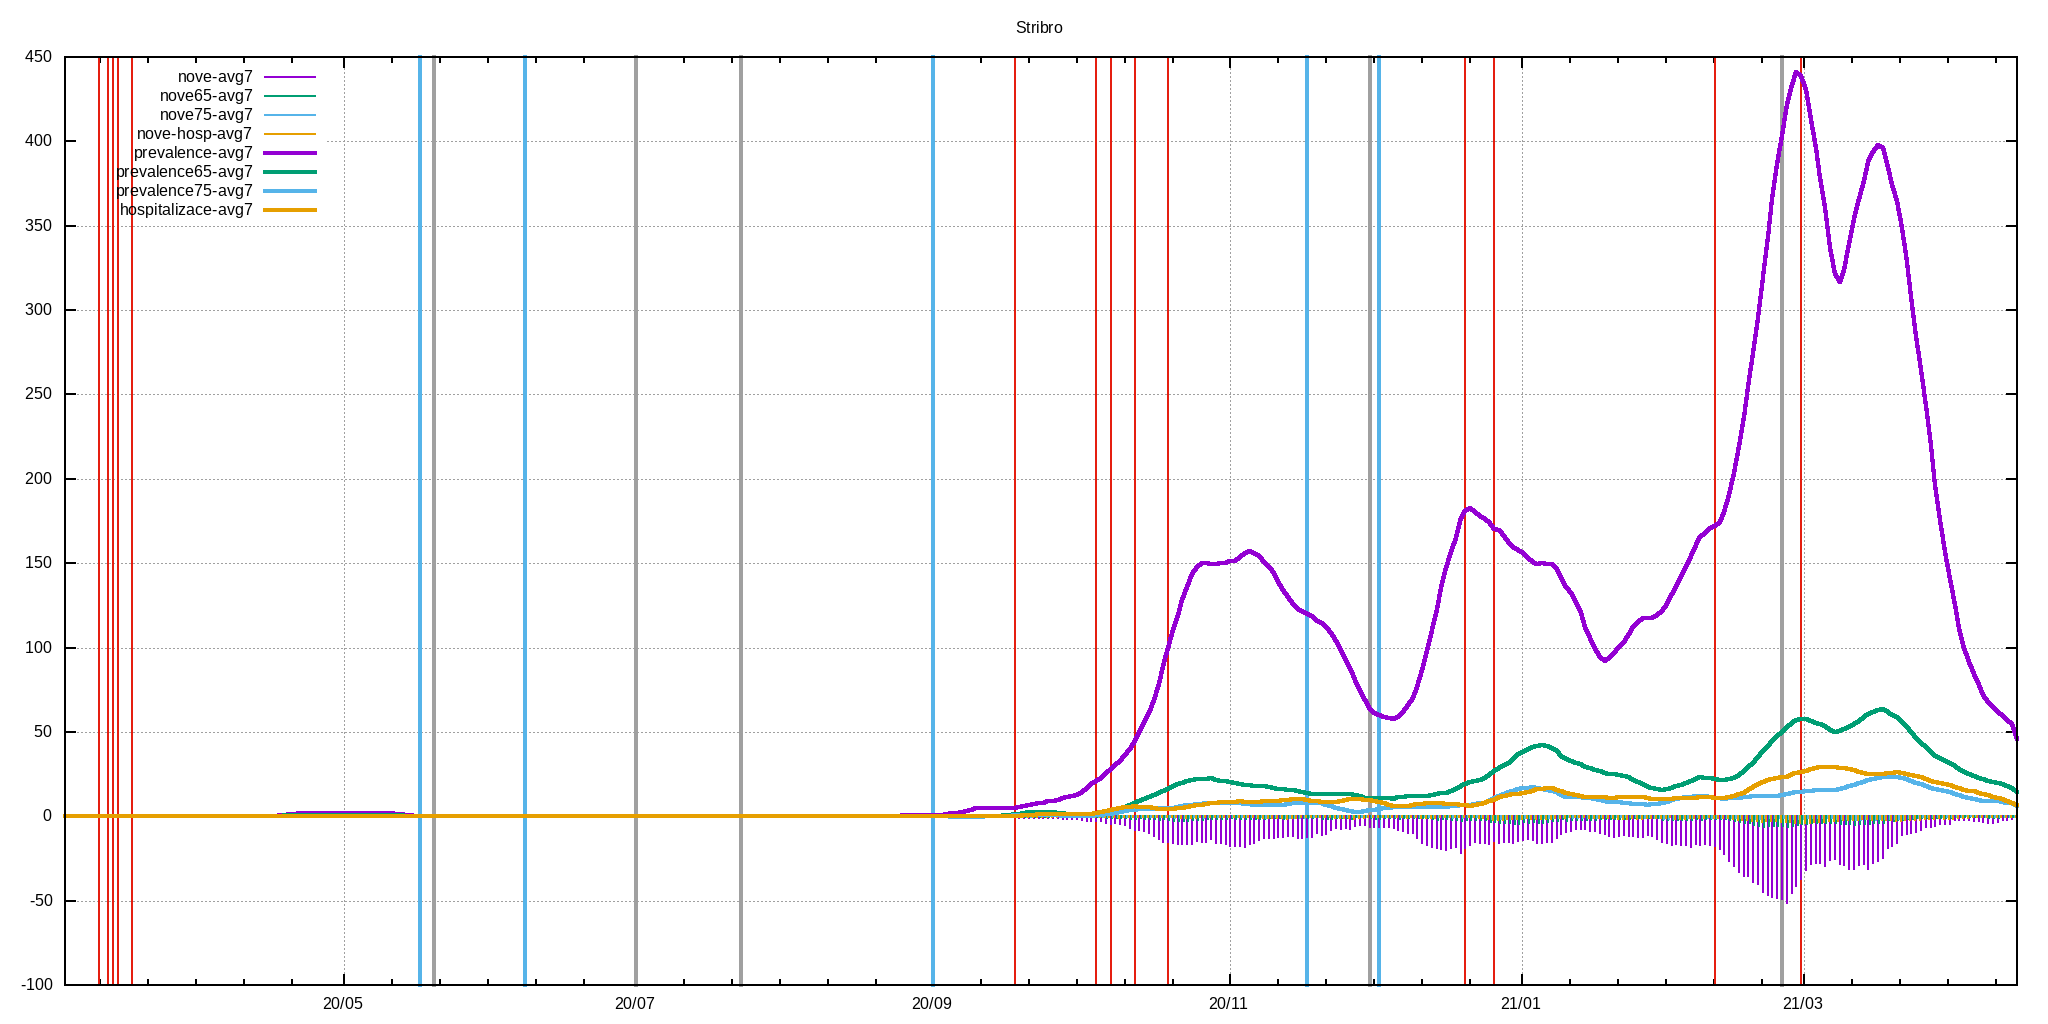 Stribro
450
400
350
300
250
200
150
100
50
0
-50
-100
nove-avg7
nove65-avg7
nove75-avg7
nove-hosp-avg7
prevalence-avg7
prevalence65-avg7
prevalence75-avg7
hospitalizace-avg7
20/05 20/07 20/09 20/11 21/01 21/03